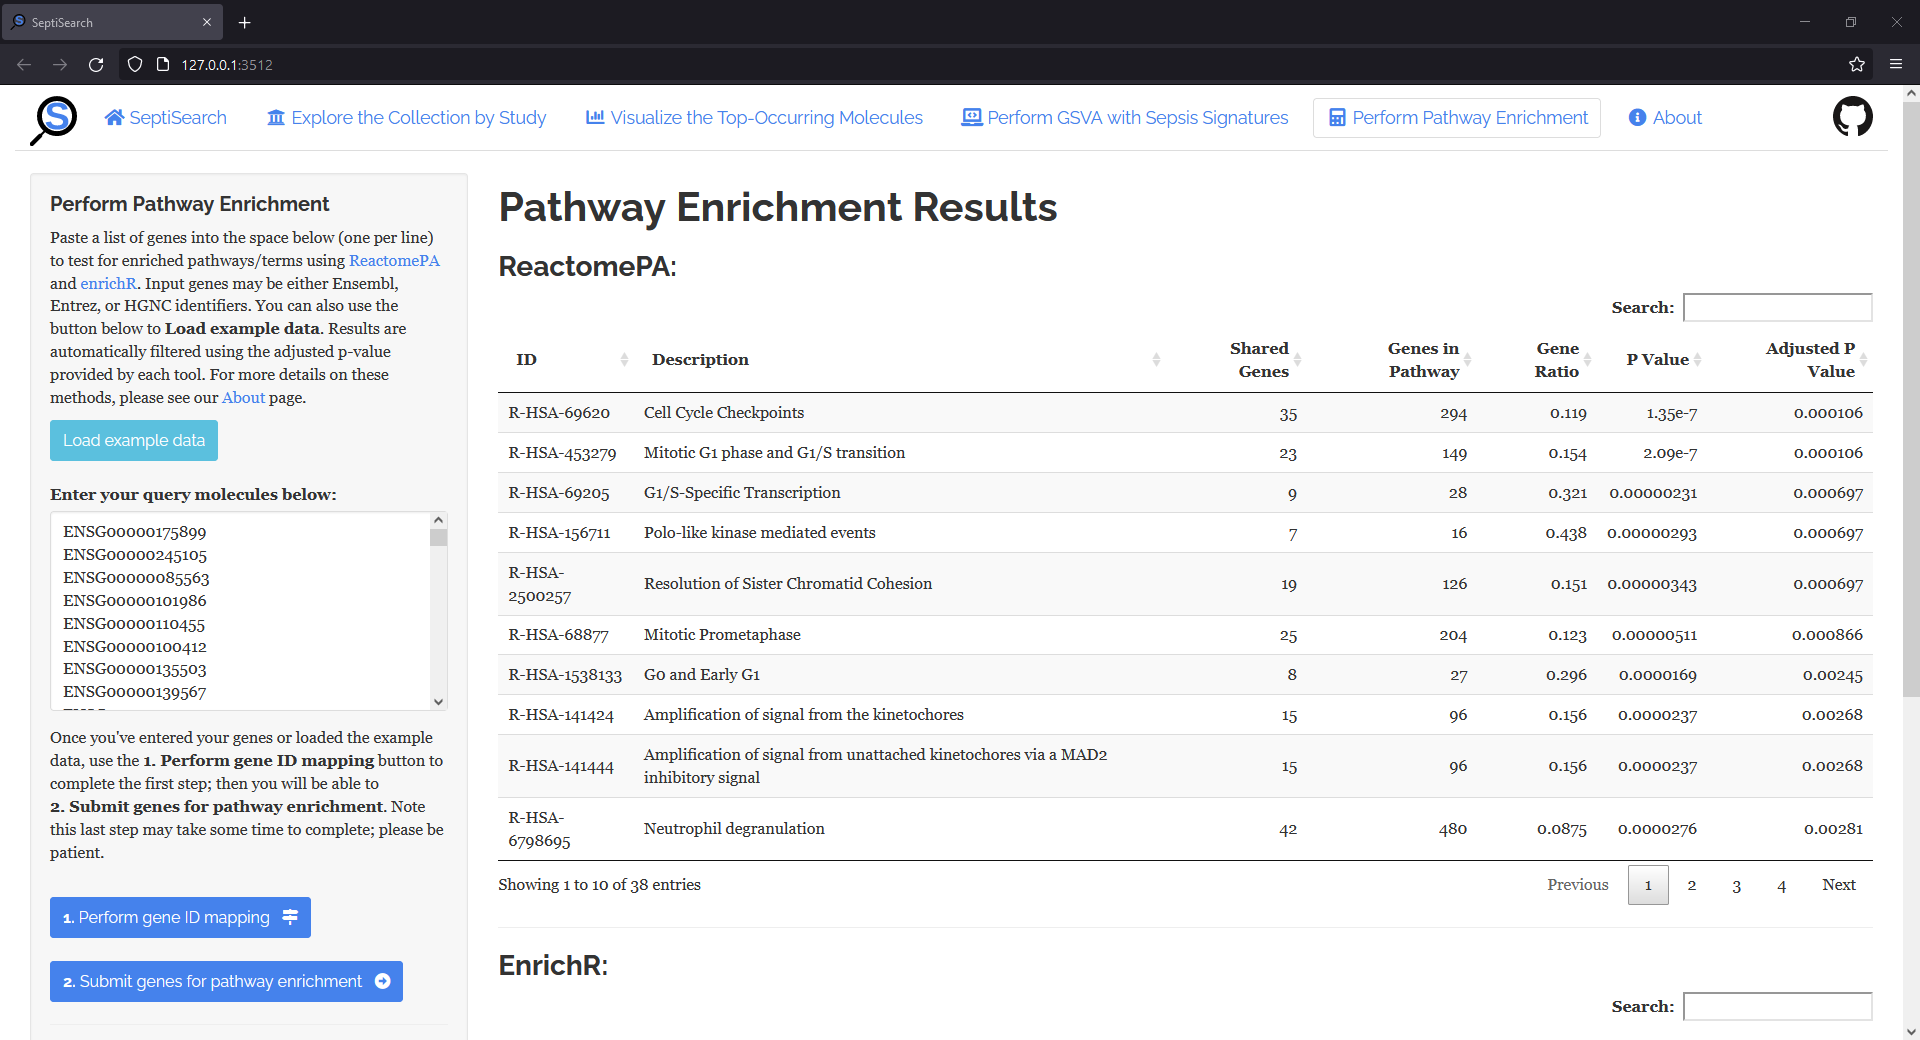 SeptiSearch
127.0.0.1:3512
S SeptiSearch Explore the Collection by Study Visualize the Top-Occurring Molecules Perform GSVA with Sepsis Signatures Perform Pathway Enrichment About
Perform Pathway Enrichment
Paste a list of genes into the space below (one per line)
to test for enriched pathways/terms using ReactomePA
and enrichR. Input genes may be either Ensembl,
Entrez, or HGNC identifiers. You can also use the
button below to Load example data. Results are
automatically filtered using the adjusted p-value
provided by each tool. For more details on these
methods, please see our About page.
Load example data
Enter your query molecules below:
ENSG00000175899
ENSG00000245105
ENSG00000085563
ENSG00000101986
ENSG00000110455
ENSG00000100412
ENSG00000135503
ENSG00000139567
Once you've entered your genes or loaded the example
data, use the 1. Perform gene ID mapping button to
complete the first step; then you will be able to
2. Submit genes for pathway enrichment. Note
this last step may take some time to complete; please be
patient.
1. Perform gene ID mapping
2. Submit genes for pathway enrichment
Pathway Enrichment Results
ReactomePA:
Search:
ID Description Shared Genes Genes in Pathway Gene Ratio P Value Adjusted P Value
R-HSA-69620 Cell Cycle Checkpoints 35 294 0.119 1.35e-7 0.000106
R-HSA-453279 Mitotic G1 phase and G1/S transition 23 149 0.154 2.09e-7 0.000106
R-HSA-69205 G1/S-Specific Transcription 9 28 0.321 0.00000231 0.000697
R-HSA-156711 Polo-like kinase mediated events 7 16 0.438 0.00000293 0.000697
R-HSA-2500257 Resolution of Sister Chromatid Cohesion 19 126 0.151 0.00000343 0.000697
R-HSA-68877 Mitotic Prometaphase 25 204 0.123 0.00000511 0.000866
R-HSA-1538133 G0 and Early G1 8 27 0.296 0.0000169 0.00245
R-HSA-141424 Amplification of signal from the kinetochores 15 96 0.156 0.0000237 0.00268
R-HSA-141444 Amplification of signal from unattached kinetochores via a MAD2 inhibitory signal 15 96 0.156 0.0000237 0.00268
R-HSA-6798695 Neutrophil degranulation 42 480 0.0875 0.0000276 0.00281
Showing 1 to 10 of 38 entries
Previous 1 2 3 4 Next
EnrichR:
Search: